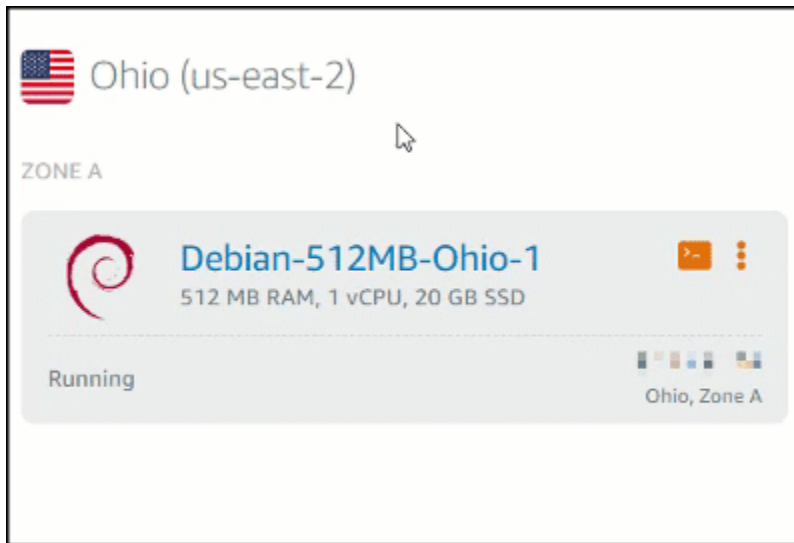 Ohio (us-east-2)
ZONE A
Debian-512MB-Ohio-1
512 MB RAM, 1 vCPU, 20 GB SSD
Running
Ohio, Zone A